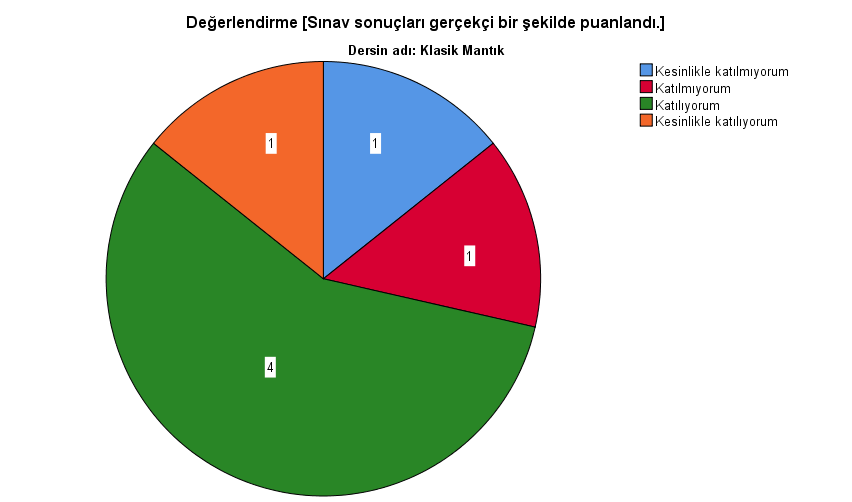 Değerlendirme [Sınav sonuçları gerçekçi bir şekilde puanlandı.]
Dersin adı: Klasik Mantık
Kesinlikle katılmıyorum
Katılmıyorum
Katılıyorum
Kesinlikle katılıyorum
1
1
1
4